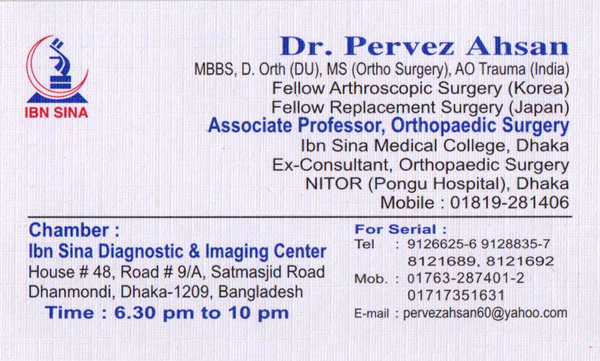 IBN SINA
Dr. Pervez Ahsan
MBBS, D. Orth (DU), MS (Ortho Surgery), AO Trauma (India)
Fellow Arthroscopic Surgery (Korea)
Fellow Replacement Surgery (Japan)
Associate Professor, Orthopaedic Surgery
Ibn Sina Medical College, Dhaka
Ex-Consultant, Orthopaedic Surgery
NITOR (Pongu Hospital), Dhaka
Mobile : 01819-281406
Chamber :
Ibn Sina Diagnostic & Imaging Center
House # 48, Road # 9/A, Satmasjid Road
Dhanmondi, Dhaka-1209, Bangladesh
Time : 6.30 pm to 10 pm
For Serial :
Tel : 9126625-6 9128835-7
8121689, 8121692
Mob. : 01763-287401-2
01717351631
E-mail : pervezahsan60@yahoo.com